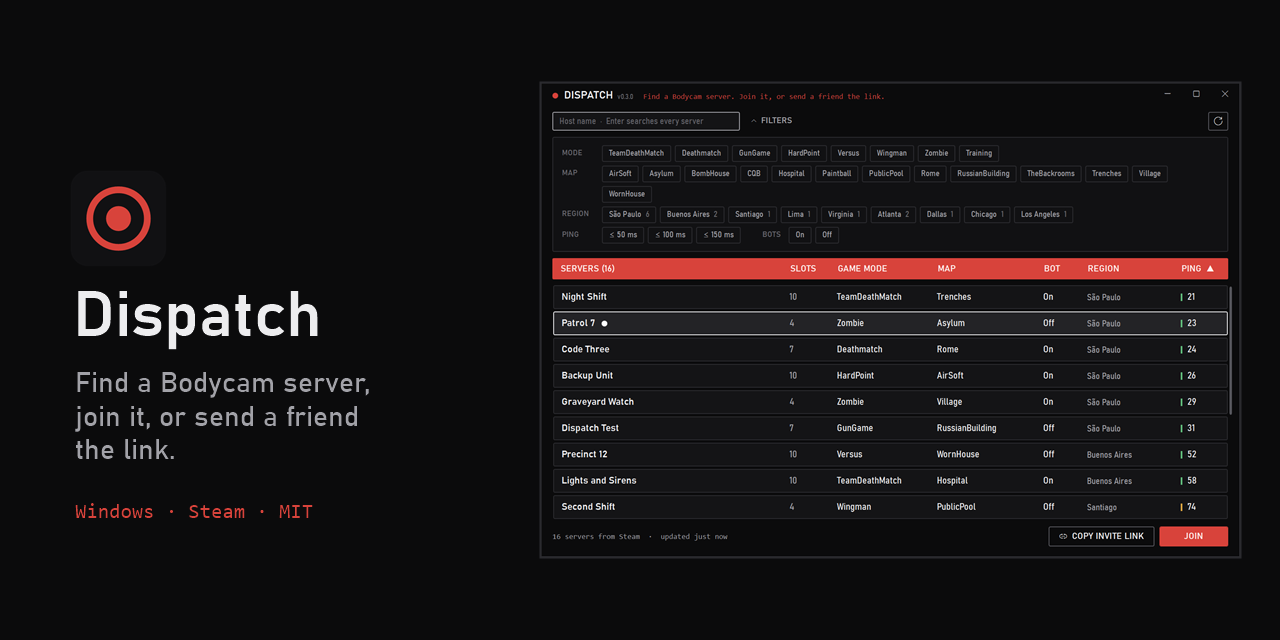 Dispatch
Find a Bodycam server,
join it, or send a friend
the link.
Windows · Steam · MIT
DISPATCH v0.3.0 Find a Bodycam server. Join it, or send a friend the link.
Host name · Enter searches every server FILTERS
MODE TeamDeathMatch Deathmatch GunGame HardPoint Versus Wingman Zombie Training
MAP AirSoft Asylum BombHouse CQB Hospital Paintball PublicPool Rome RussianBuilding TheBackrooms Trenches Village
WornHouse
REGION São Paulo 6 Buenos Aires 2 Santiago 1 Lima 1 Virginia 1 Atlanta 2 Dallas 1 Chicago 1 Los Angeles 1
PING ≤ 50 ms ≤ 100 ms ≤ 150 ms BOTS On Off
SERVERS (16) SLOTS GAME MODE MAP BOT REGION PING ▲
Night Shift 10 TeamDeathMatch Trenches On São Paulo 21
Patrol 7 4 Zombie Asylum Off São Paulo 23
Code Three 7 Deathmatch Rome On São Paulo 24
Backup Unit 10 HardPoint AirSoft On São Paulo 26
Graveyard Watch 4 Zombie Village On São Paulo 29
Dispatch Test 7 GunGame RussianBuilding Off São Paulo 31
Precinct 12 10 Versus WornHouse Off Buenos Aires 52
Lights and Sirens 10 TeamDeathMatch Hospital On Buenos Aires 58
Second Shift 4 Wingman PublicPool Off Santiago 74
16 servers from Steam · updated just now COPY INVITE LINK JOIN